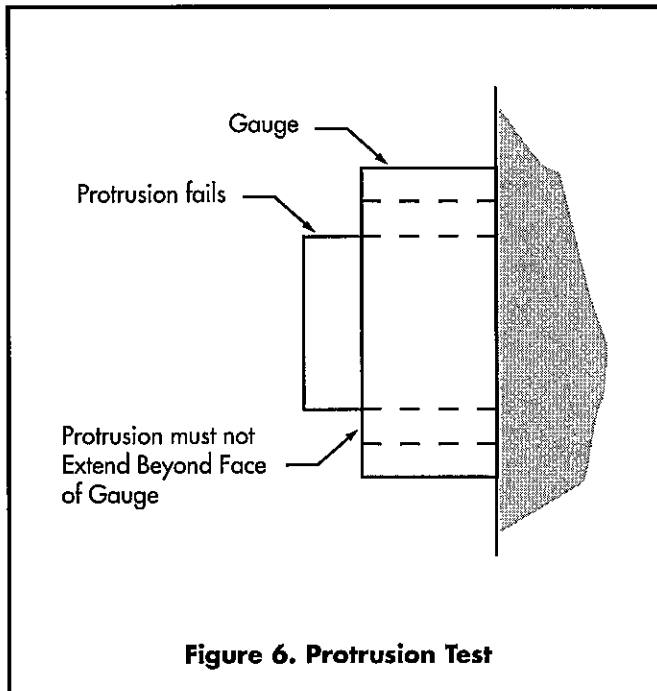 Gauge
Protrusion fails
Protrusion must not
Extend Beyond Face
of Gauge
Figure 6. Protrusion Test